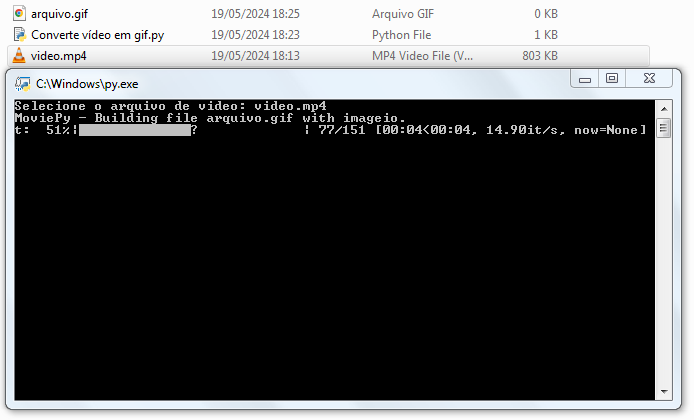 arquivo.gif 19/05/2024 18:25 Arquivo GIF 0 KB
Converte vídeo em gif.py 19/05/2024 18:23 Python File 1 KB
video.mp4 19/05/2024 18:13 MP4 Video File (V... 803 KB
C:\Windows\py.exe
Selecione o arquivo de video: video.mp4
MoviePy - Building file arquivo.gif with imageio.
t: 51%|██████████? | 77/151 [00:04<00:04, 14.90it/s, now=None]